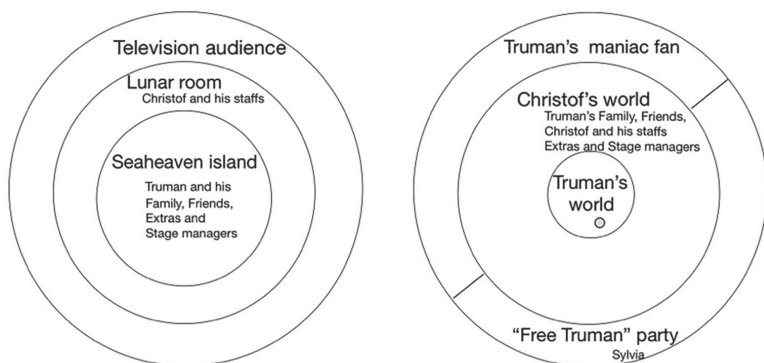 Television audience
Lunar room
Christof and his staffs
Seaheaven island
Truman and his
Family, Friends,
Extras and
Stage managers
Truman's maniac fan
Christof's world
Truman's Family, Friends,
Christof and his staffs
Extras and Stage managers
Truman's
world
“Free Truman” party
Sylvia